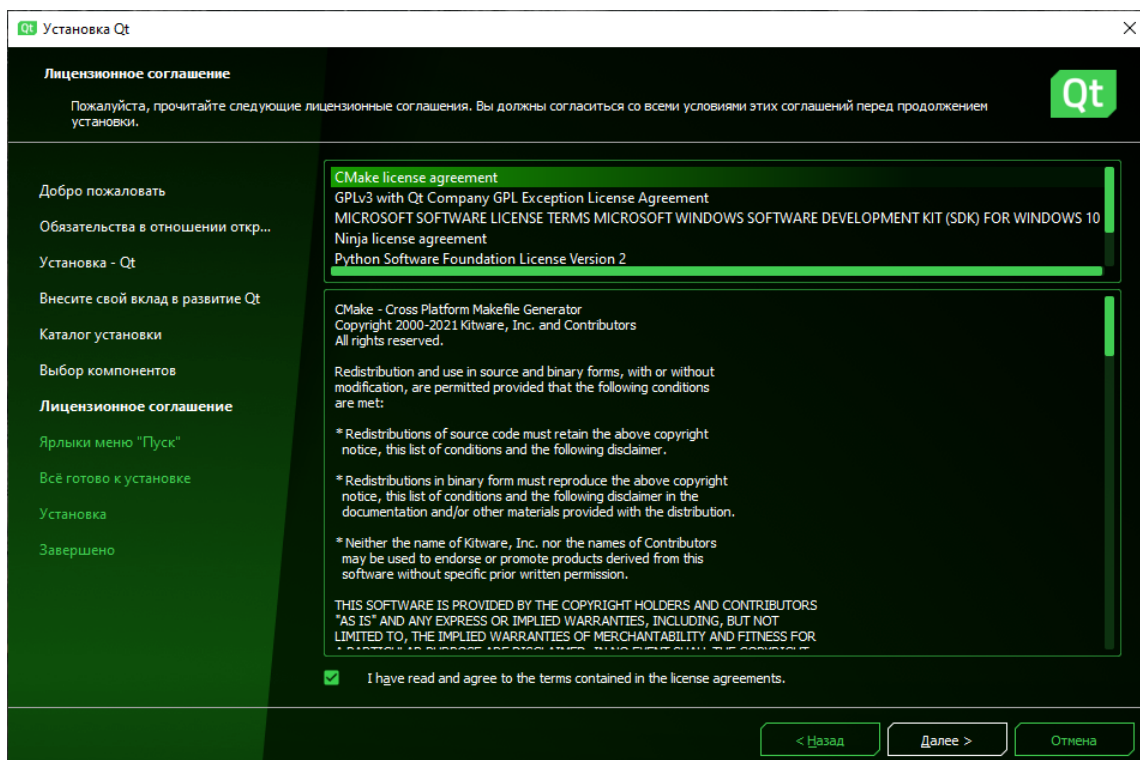 Qt Установка Qt
Лицензионное соглашение
Пожалуйста, прочитайте следующие лицензионные соглашения. Вы должны согласиться со всеми условиями этих соглашений перед продолжением
установки.
Qt
Добро пожаловать
Обязательства в отношении откр...
Установка - Qt
Внесите свой вклад в развитие Qt
Каталог установки
Выбор компонентов
Лицензионное соглашение
Ярлыки меню "Пуск"
Всё готово к установке
Установка
Завершено
CMake license agreement
GPLv3 with Qt Company GPL Exception License Agreement
MICROSOFT SOFTWARE LICENSE TERMS MICROSOFT WINDOWS SOFTWARE DEVELOPMENT KIT (SDK) FOR WINDOWS 10
Ninja license agreement
Python Software Foundation License Version 2
CMake - Cross Platform Makefile Generator
Copyright 2000-2021 Kitware, Inc. and Contributors
All rights reserved.
Redistribution and use in source and binary forms, with or without
modification, are permitted provided that the following conditions
are met:
* Redistributions of source code must retain the above copyright
notice, this list of conditions and the following disclaimer.
* Redistributions in binary form must reproduce the above copyright
notice, this list of conditions and the following disclaimer in the
documentation and/or other materials provided with the distribution.
* Neither the name of Kitware, Inc. nor the names of Contributors
may be used to endorse or promote products derived from this
software without specific prior written permission.
THIS SOFTWARE IS PROVIDED BY THE COPYRIGHT HOLDERS AND CONTRIBUTORS
"AS IS" AND ANY EXPRESS OR IMPLIED WARRANTIES, INCLUDING, BUT NOT
LIMITED TO, THE IMPLIED WARRANTIES OF MERCHANTABILITY AND FITNESS FOR
I have read and agree to the terms contained in the license agreements.
< Назад
Далее >
Отмена